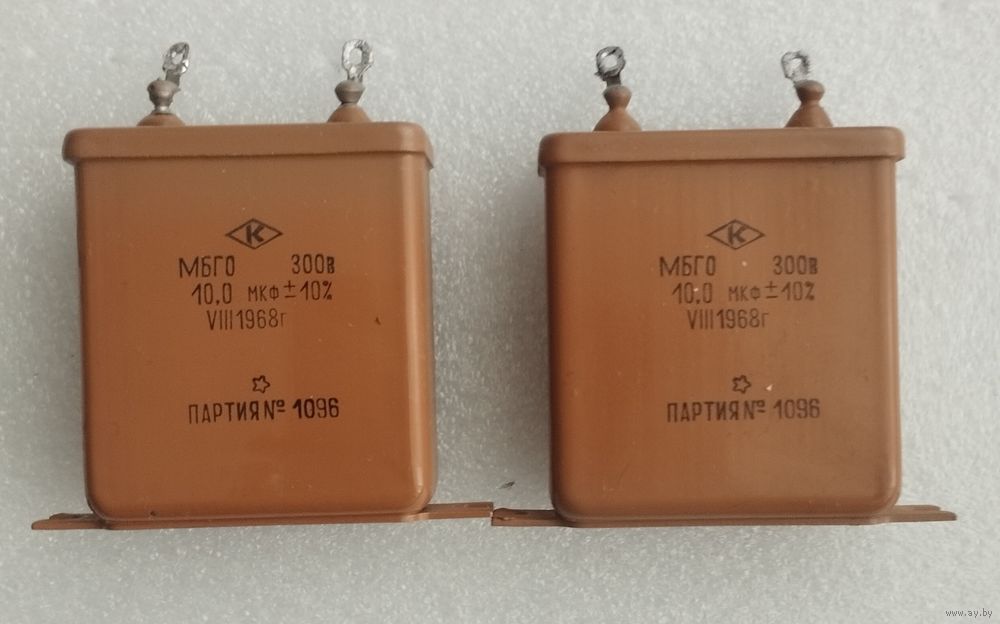 К
МБГО 300в
10,0 мкф ± 10%
VIII 1968г
ПАРТИЯ № 1096
К
МБГО 300в
10,0 мкф ± 10%
VIII 1968г
ПАРТИЯ № 1096
www.ay.by